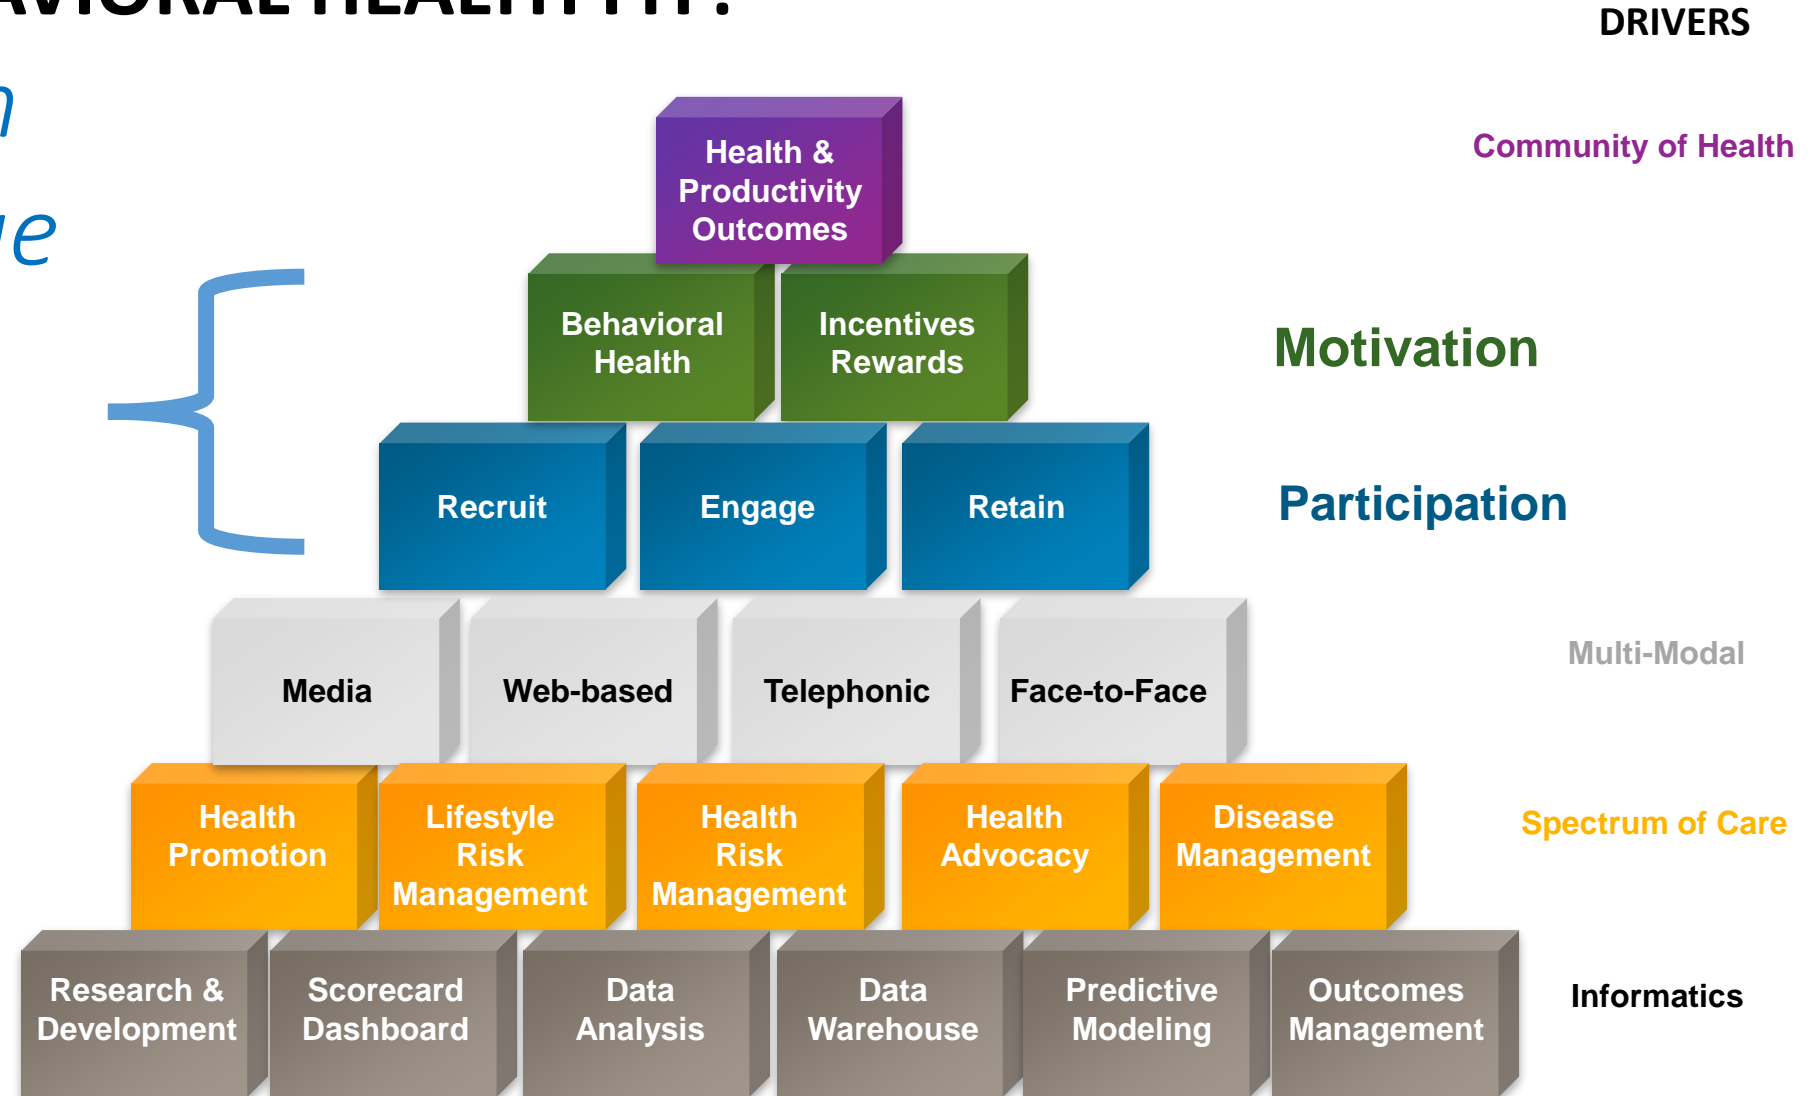 DRIVERS
Health &
Productivity
Outcomes
Community of Health
Behavioral
Health
Incentives
Rewards
Motivation
Recruit
Engage
Retain
Participation
Media
Web-based
Telephonic
Face-to-Face
Multi-Modal
Health
Promotion
Lifestyle
Risk
Management
Health
Risk
Management
Health
Advocacy
Disease
Management
Spectrum of Care
Research &
Development
Scorecard
Dashboard
Data
Analysis
Data
Warehouse
Predictive
Modeling
Outcomes
Management
Informatics